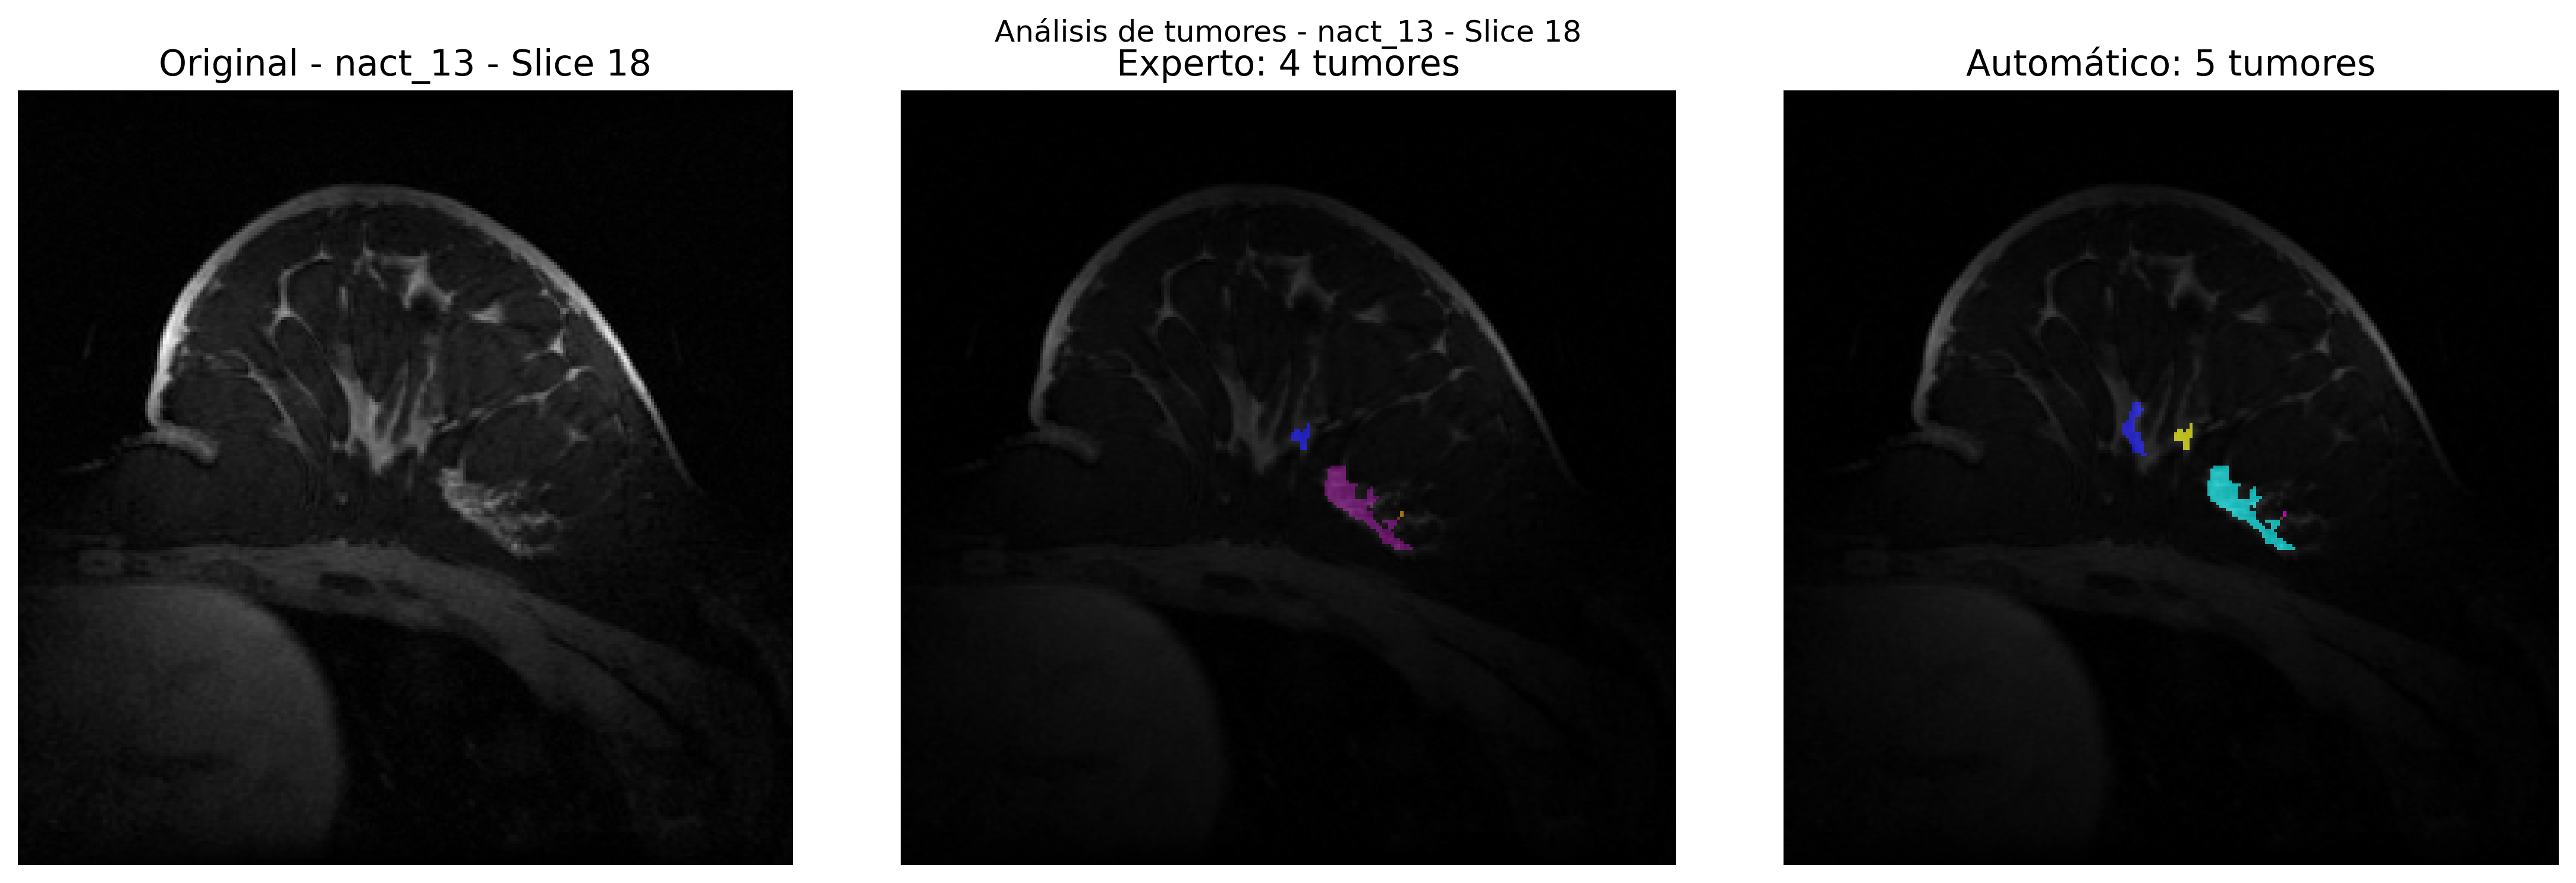 Análisis de tumores - nact_13 - Slice 18
Original - nact_13 - Slice 18
Experto: 4 tumores
Automático: 5 tumores